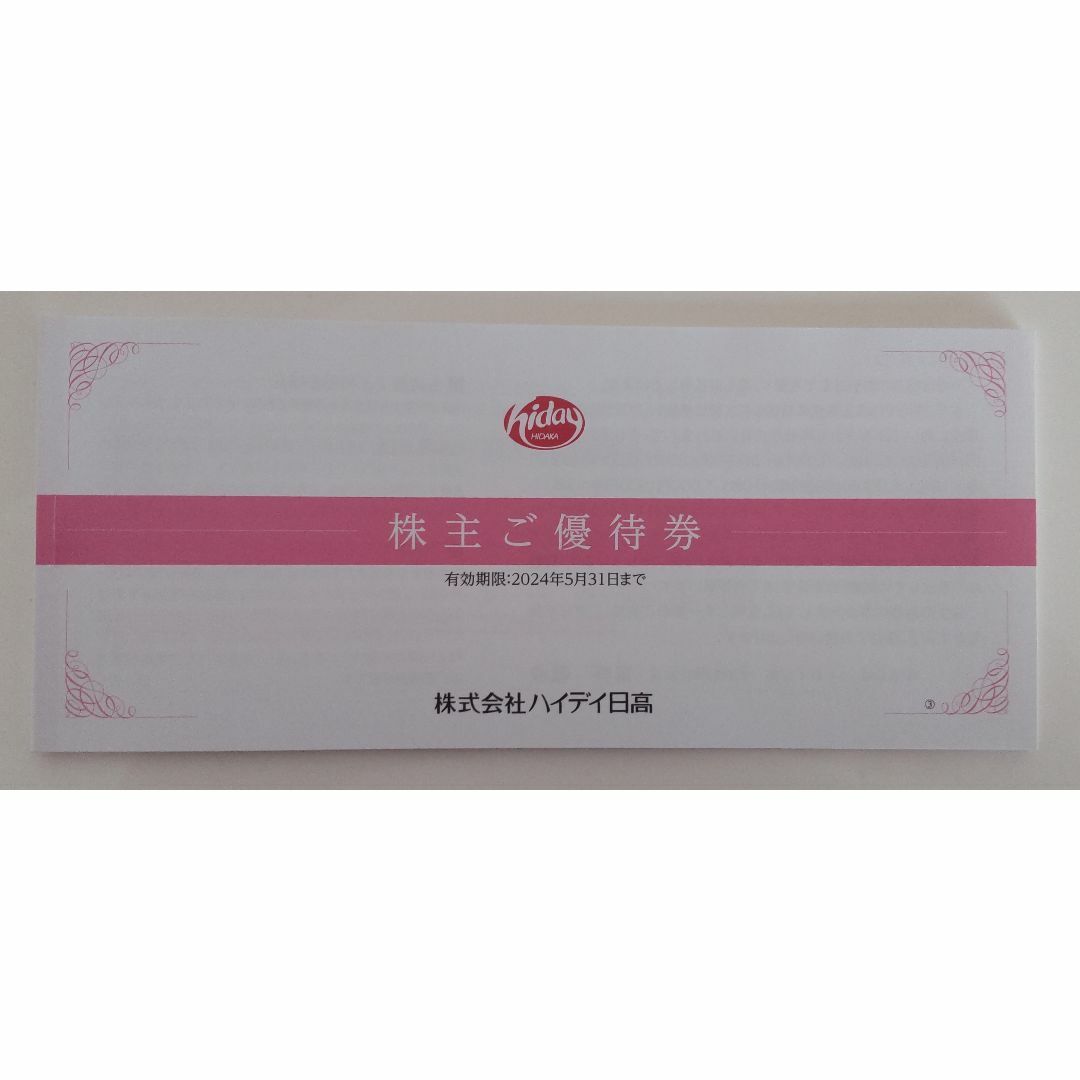 hiday
HIDAKA
株主ご優待券
有効期限:2024年5月31日まで
株式会社ハイデイ日高
③